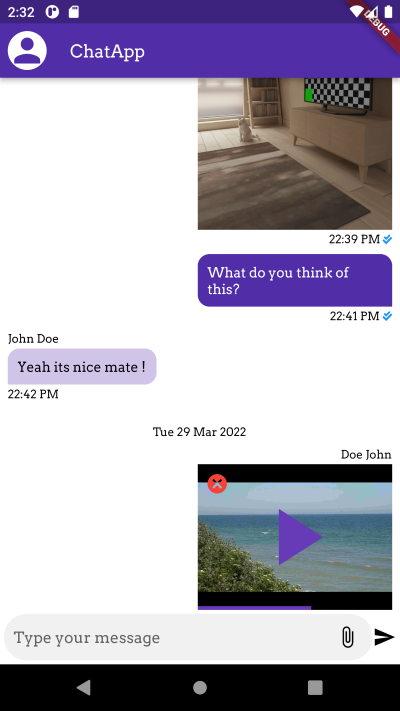 2:32
DEBUG
ChatApp
22:39 PM
What do you think of
this?
22:41 PM
John Doe
Yeah its nice mate !
22:42 PM
Tue 29 Mar 2022
Doe John
Type your message